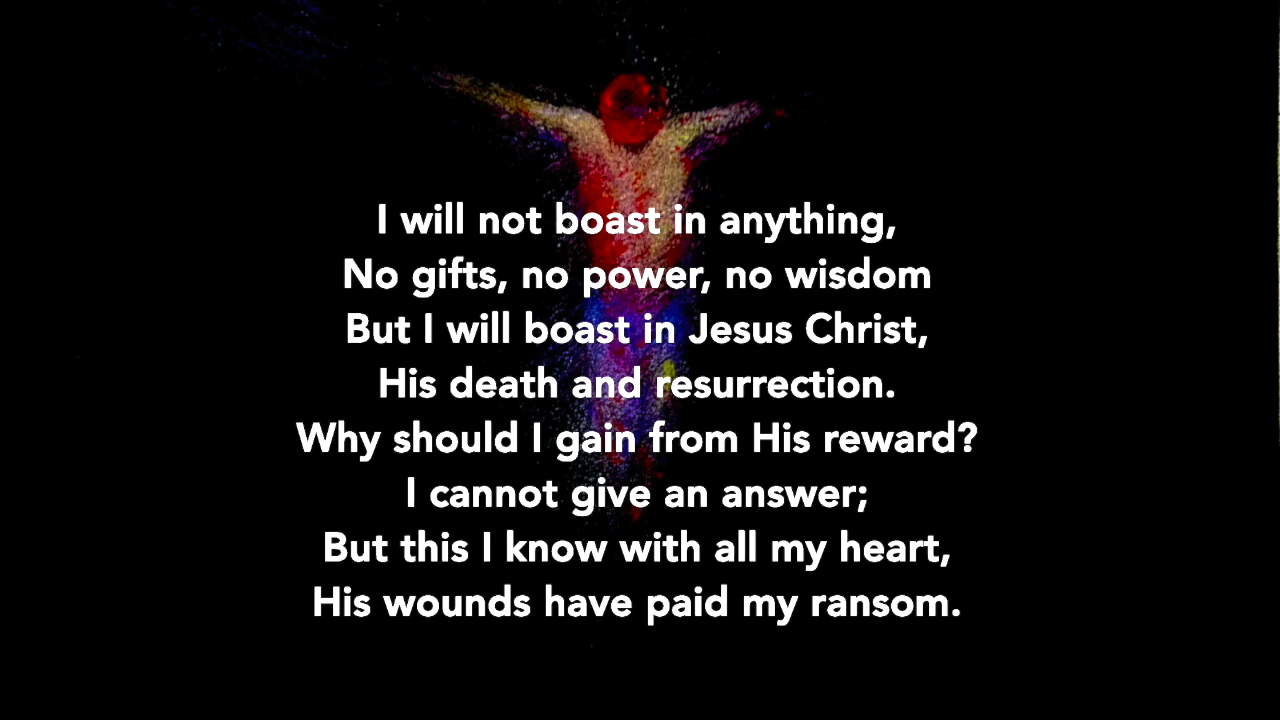 I will not boast in anything,
No gifts, no power, no wisdom
But I will boast in Jesus Christ,
His death and resurrection.
Why should I gain from His reward?
I cannot give an answer;
But this I know with all my heart,
His wounds have paid my ransom.